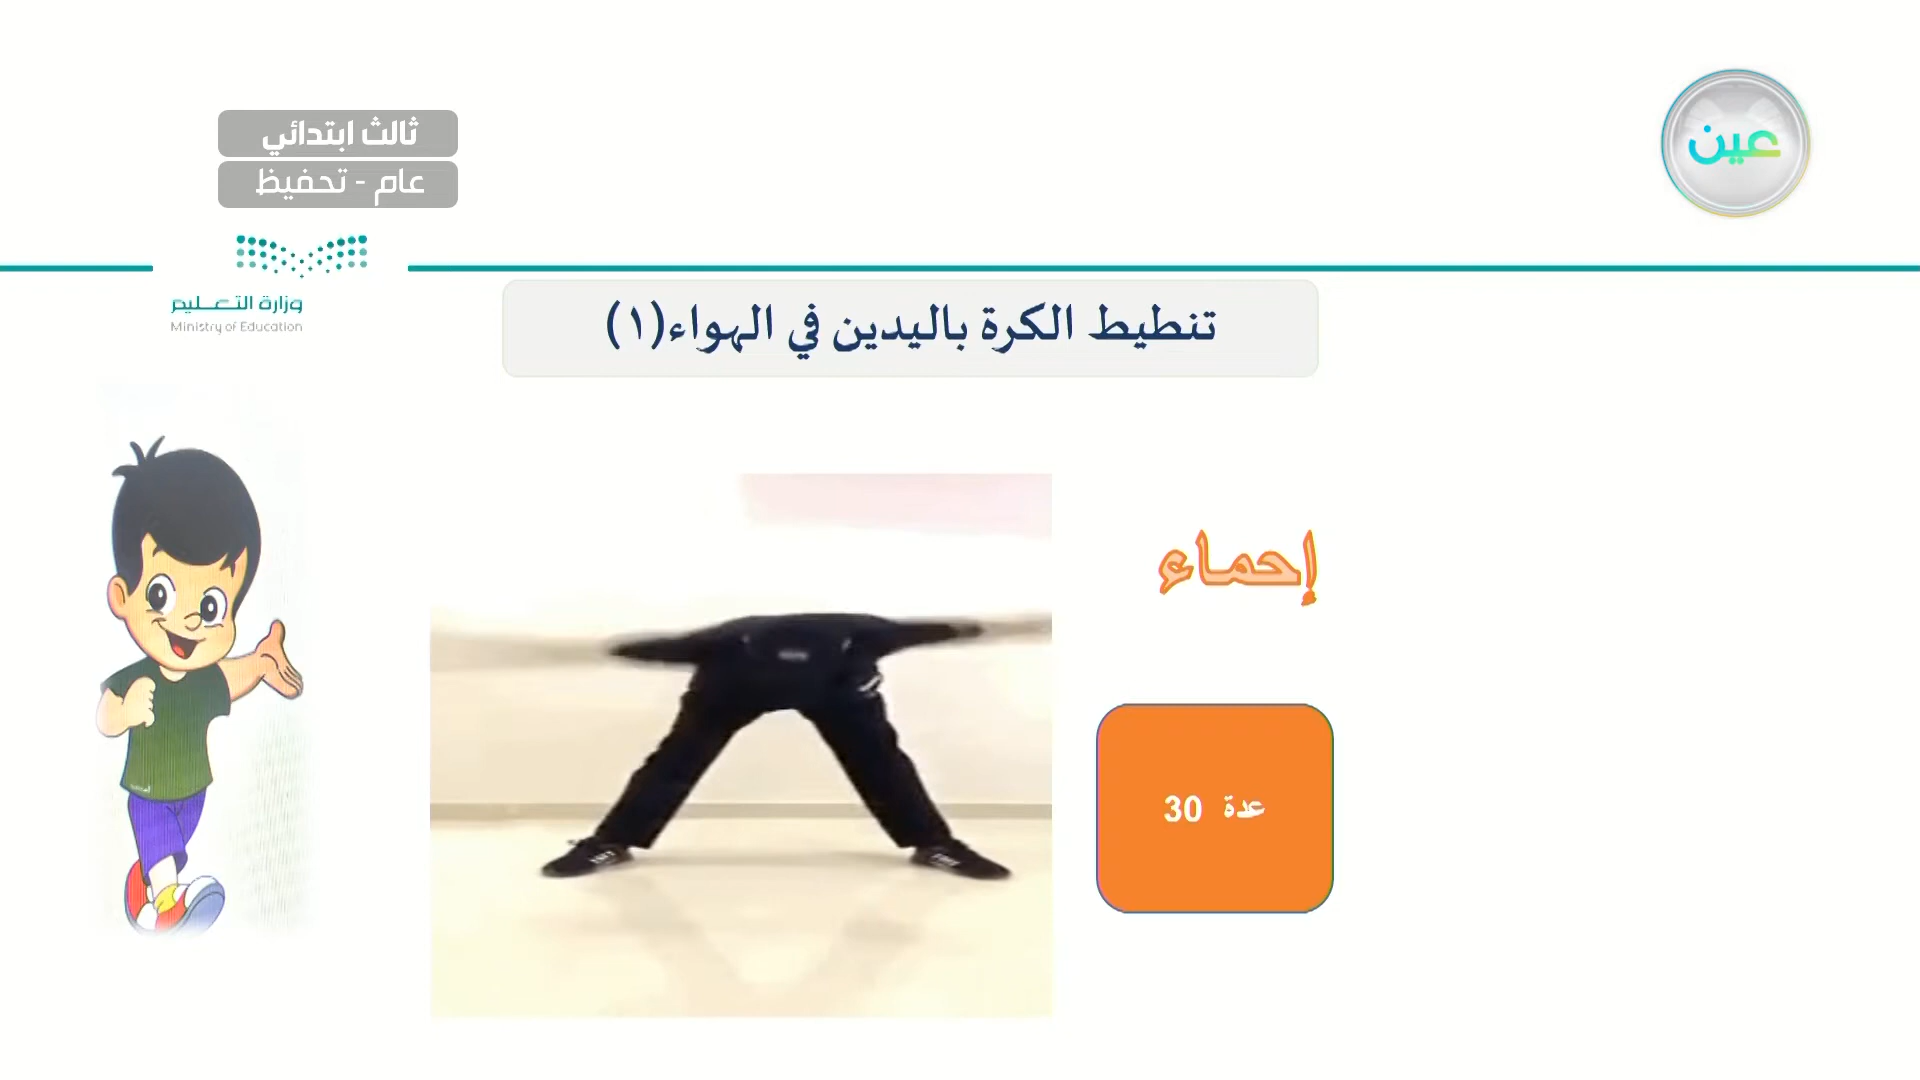 ثالث ابتدائي
عام - تحفيظ
عين
وزارة التعليم
Ministry of Education
تنطيط الكرة باليدين في الهواء(١)
إحماء
عدة 30